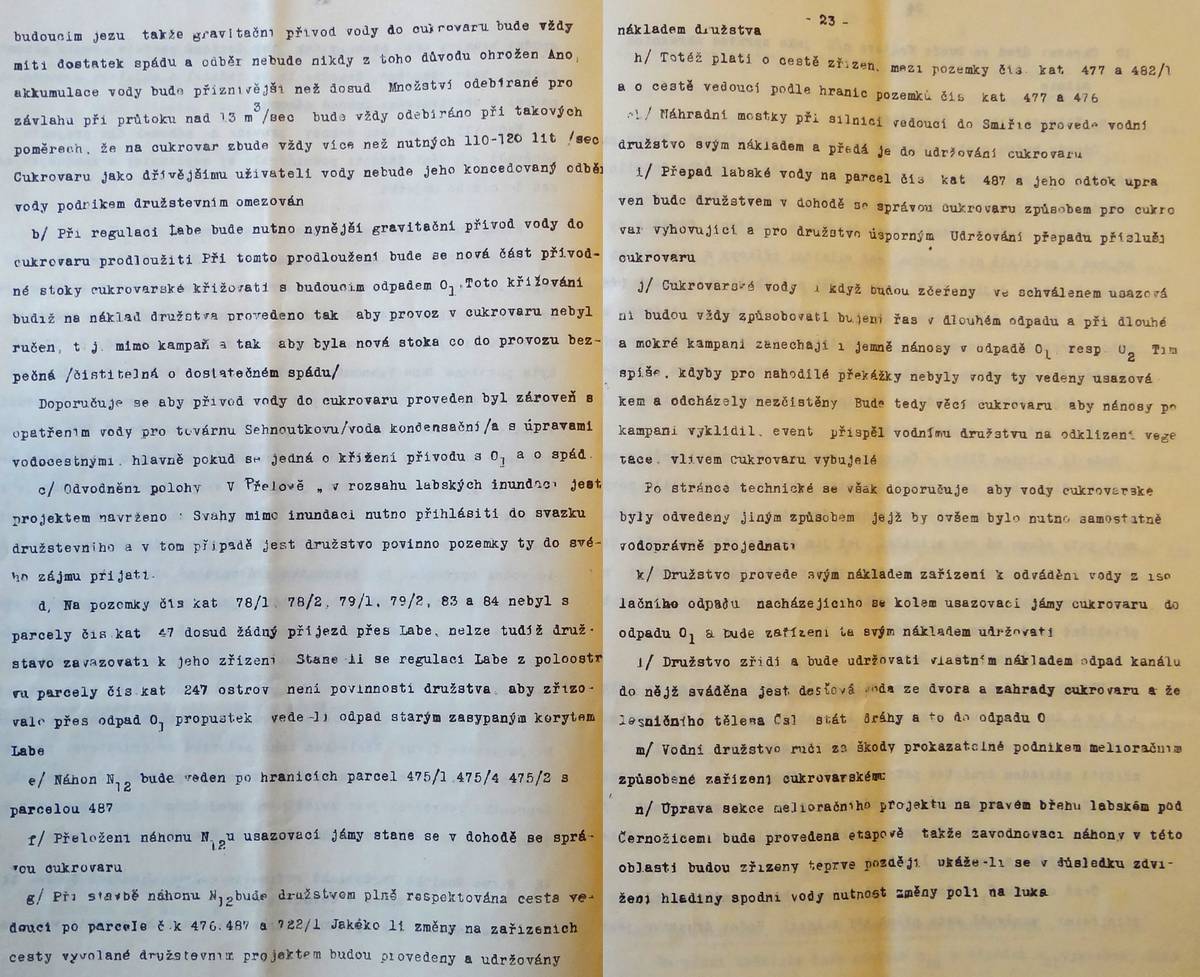 budoucím jezu takže gravitační přívod vody do cukrovaru bude vždy
míti dostatek spádu a odběr nebude nikdy z toho důvodu ohrožen Ano,
akkumulace vody bude příznivější než dosud Množství odebírané pro
závlahu při průtoku nad 13 m3/sec bude vždy odebíráno při takových
poměrech, že na cukrovar zbude vždy více než nutných 110-120 lit /sec
Cukrovaru jako dřívějšímu uživateli vody nebude jeho koncedovaný odběr
vody podnikem družstevním omezován
b/ Při regulaci Labe bude nutno nynější gravitační přívod vody do
cukrovaru prodloužiti Při tomto prodloužení bude se nová část přívod-
né stoky cukrovarské křižovati s budoucím odpadem O1.Toto křižování
budiž na náklad družstva provedeno tak aby provoz v cukrovaru nebyl
ručen, t j. mimo kampaň a tak aby byla nová stoka co do provozu bez-
pečná /čistitelná o dostatečném spádu/
Doporučuje se aby přívod vody do cukrovaru proveden byl zároveň s
opatřením vody pro továrnu Sehnoutkovu/voda kondensační/a s úpravami
vodocestnými. hlavně pokud se jedná o křížení přívodu s O1 a o spád.
c/ Odvodnění polohy V Přelově „ v rozsahu labských inundací jest
projektem navrženo : Svahy mimo inundaci nutno přihlásiti do svazku
družstevního a v tom případě jest družstvo povinno pozemky ty do své-
ho zájmu přijati.
d, Na pozemky čís kat 78/1. 78/2, 79/1, 79/2, 83 a 84 nebyl s
parcely čís.kat 47 dosud žádný příjezd přes Labe, nelze tudíž druž-
stavo zavazovati k jeho zřízení Stane li se regulací Labe z poloostr
vu parcely čís.kat 247 ostrov není povinností družstva aby zřizo-
valo přes odpad O1 propustek vede-li odpad starým zasypaným korytem
Labe
e/ Náhon N12 bude veden po hranicích parcel 475/1 475/4 475/2 s
parcelou 487
f/ Přeložení náhonu N12u usazovací jámy stane se v dohodě se sprá-
vou cukrovaru
g/ Při stavbě náhonu N12bude družstvem plně respektována cesta ve-
doucí po parcele č.k 476.487 a 722/1 Jakéko li změny na zařízeních
cesty vyvolané družstevním projektem budou provedeny a udržovány
- 23 -
nákladem družstva
h/ Totéž platí o cestě zřízen. mezi pozemky čís. kat 477 a 482/1
a o cestě vedoucí podle hranic pozemků čís kat 477 a 476
/ Náhradní mostky při silnici vedoucí do Smiřic provede vodní
družstvo svým nákladem a předá je do udržování cukrovaru
i/ Přepad labské vody na parcel čís kat 487 a jeho odtok upra
ven bude družstvem v dohodě se správou cukrovaru způsobem pro cukro
var vyhovující a pro družstvo úsporným Udržování přepadu přísluší
cukrovaru
j/ Cukrovarské vody i když budou zčeřeny ve schválenem usazová
ní budou vždy způsobovati bujení řas v dlouhém odpadu a při dlouhé
a mokré kampani zanechají i jemné nánosy v odpadě O1 resp. O2 Tím
spíše. kdyby pro nahodilé překážky nebyly vody ty vedeny usazová
kem a odcházely nezčistěny Bude tedy věcí cukrovaru aby nánosy po
kampani vyklidil. event přispěl vodnímu družstvu na odklizení vege
tace. vlivem cukrovaru vybujelé
Po stránce technické se však doporučuje aby vody cukrovarské
byly odvedeny jiným způsobem jejž by ovšem bylo nutno samostatně
vodoprávně projednati
k/ Družstvo provede svým nákladem zařízení k odvádění vody z iso
lačního odpadu nacházejícího se kolem usazovací jámy cukrovaru do
odpadu O1 a bude zařízení ta svým nákladem udržovati
l/ Družstvo zřídí a bude udržovati vlastním nákladem odpad kanálu
do nějž sváděna jest dešťová voda ze dvora a zahrady cukrovaru a že
lesničního tělesa Čsl stát dráhy a to do odpadu O
m/ Vodní družstvo ručí za škody prokazatelně podnikem melioračním
způsobené zařízení cukrovarskému
n/ Úprava sekce melioračního projektu na pravém břehu labském pod
Černožicemi bude provedena etapově takže zavodnovací náhony v této
oblasti budou zřízeny teprve později ukáže-li se v důsledku zdvi-
žení hladiny spodní vody nutnost změny polí na luka